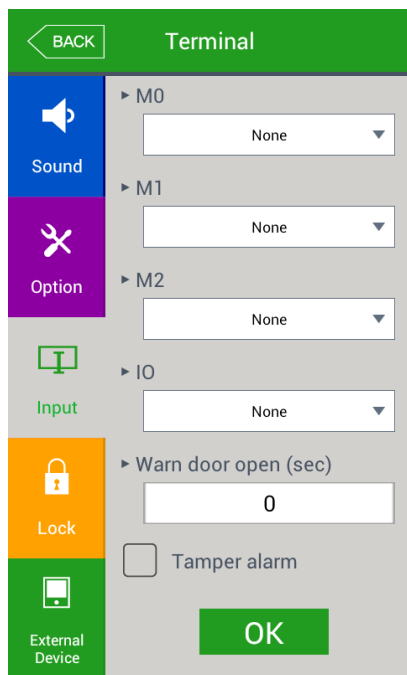 BACK
Terminal
Sound
Option
Input
Lock
External
Device
M0
None
M1
None
M2
None
IO
None
Warn door open (sec)
0
Tamper alarm
OK